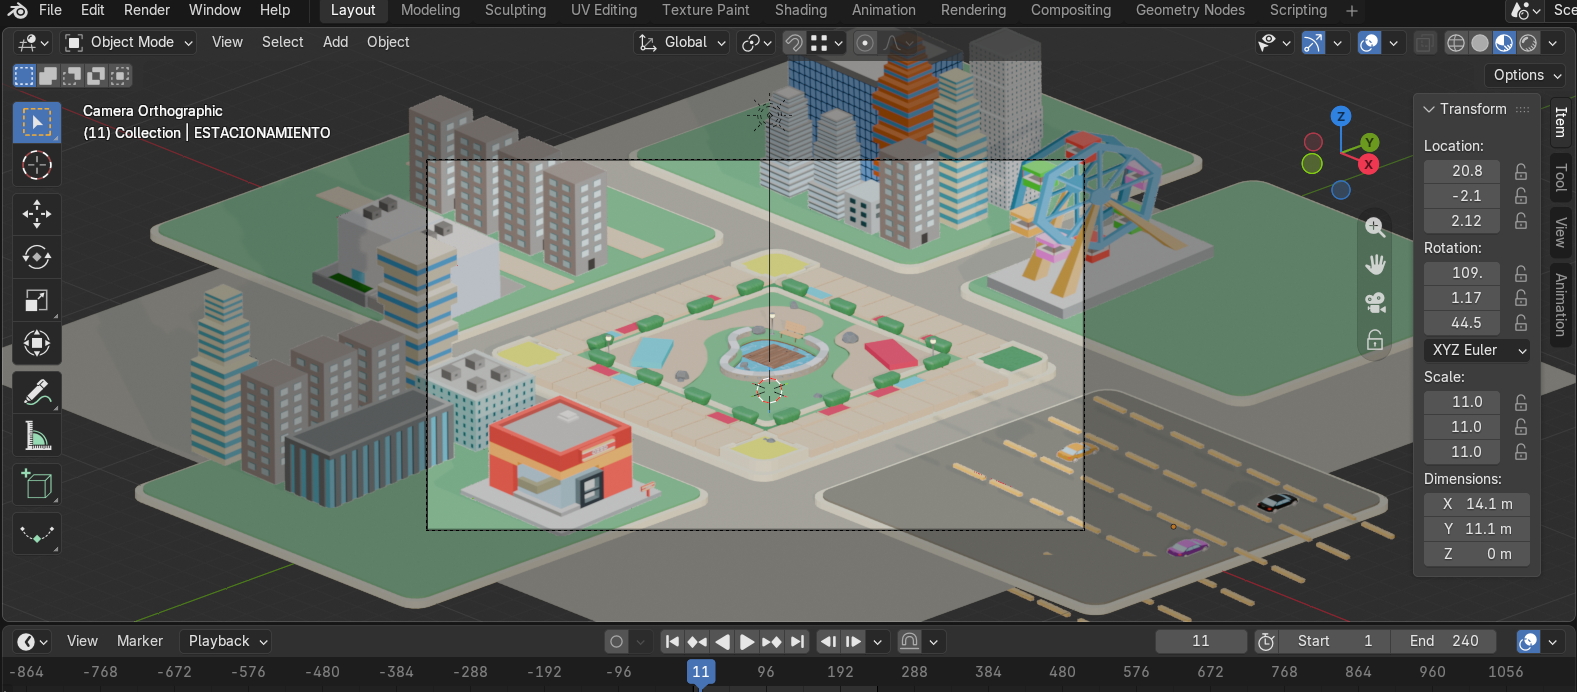 File Edit Render Window Help Layout Modeling Sculpting UV Editing Texture Paint Shading Animation Rendering Compositing Geometry Nodes Scripting + Sce
Object Mode View Select Add Object Global
Options
Camera Orthographic
(11) Collection | ESTACIONAMIENTO
Z
Y
X
Transform
Location:
20.8
-2.1
2.12
Rotation:
109.
1.17
44.5
XYZ Euler
Scale:
11.0
11.0
11.0
Dimensions:
X 14.1 m
Y 11.1 m
Z 0 m
Item
Tool
View
Animation
View Marker Playback 11 Start 1 End 240
-864 -768 -672 -576 -480 -384 -288 -192 -96 11 96 192 288 384 480 576 672 768 864 960 1056